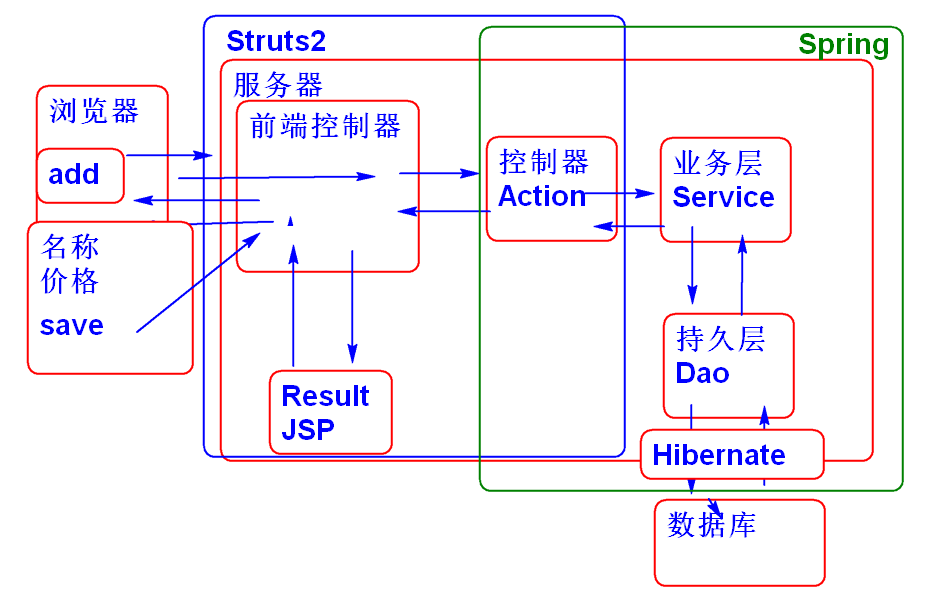 Struts2
Spring
服务器
浏览器
add
前端控制器
控制器
Action
业务层
Service
名称
价格
save
持久层
Dao
Result
JSP
Hibernate
数据库